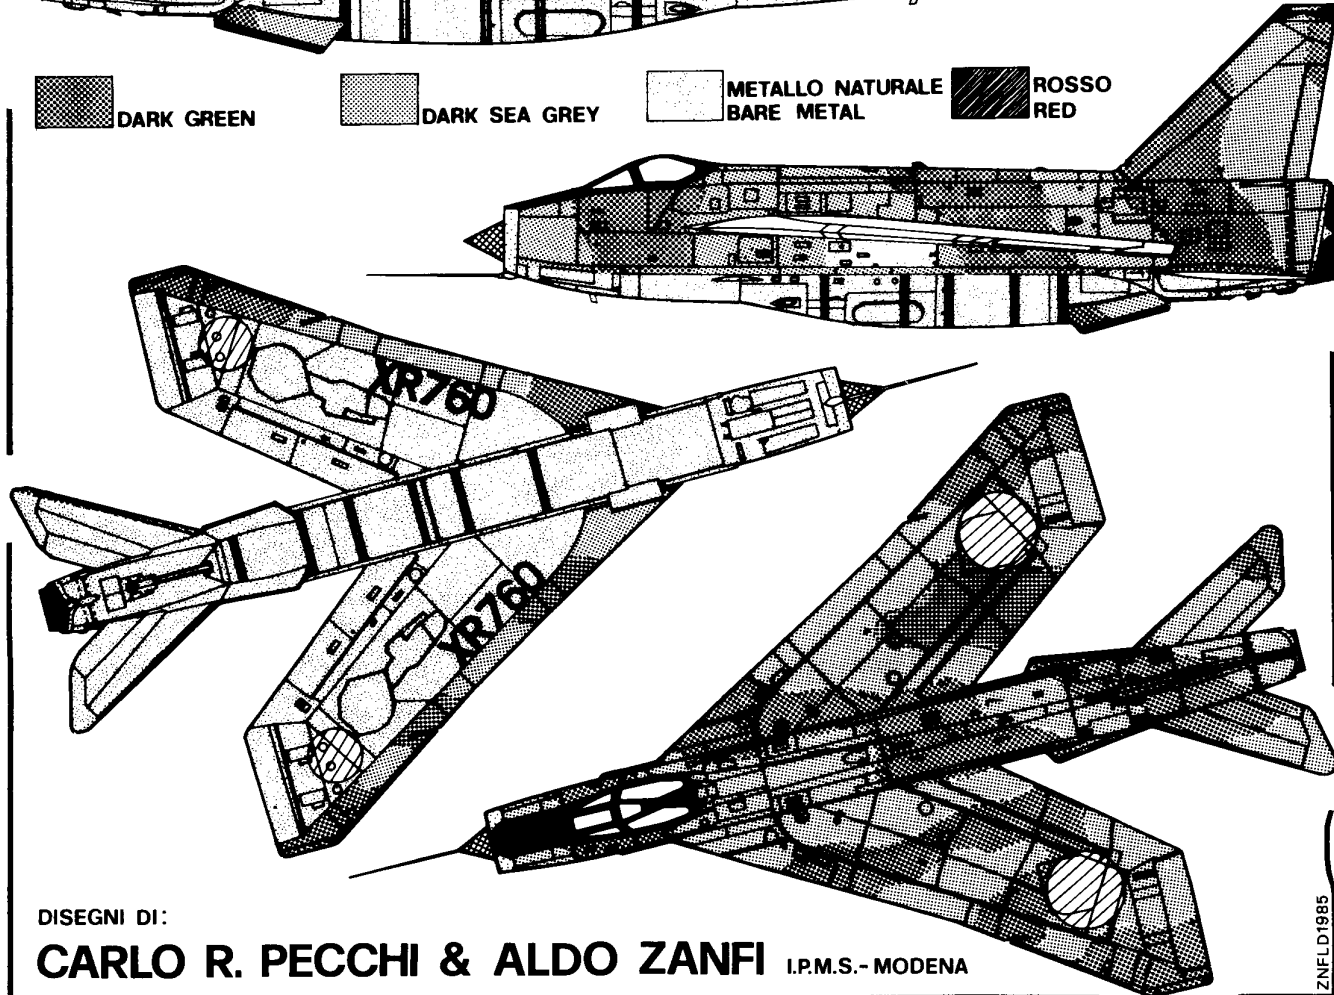 DARK GREEN
DARK SEA GREY
METALLO NATURALE
BARE METAL
ROSSO
RED
XR760
XR760
DISEGNI DI:
CARLO R. PECCHI & ALDO ZANFI I.P.M.S.-MODENA
ZNFLD1985